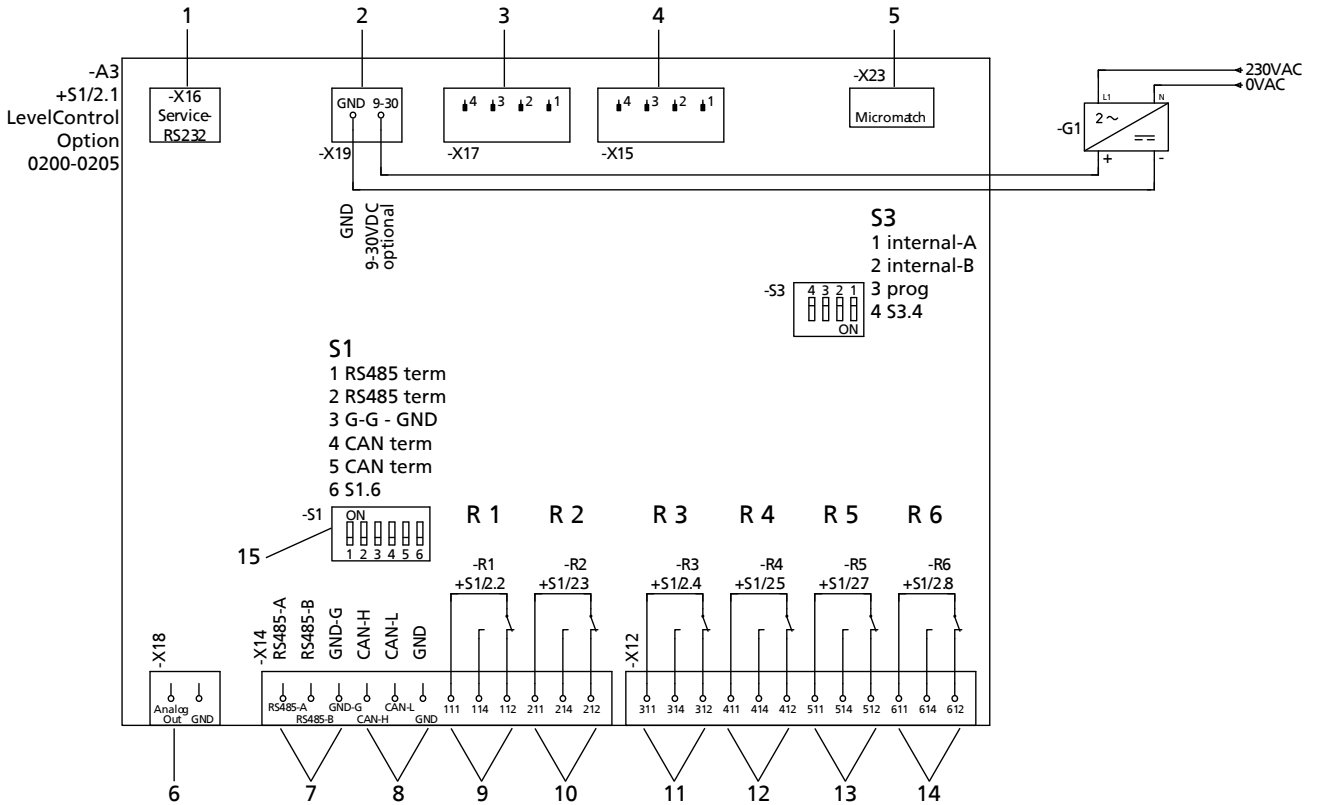 1 2 3 4 5
-A3
+S1/2.1
LevelControl
Option
0200-0205
-X16
Service-
RS232
GND 9-30
-X19
4 3 2 1
-X17
4 3 2 1
-X15
-X23
Micromatch
230VAC
0VAC
L1 N
2~
-G1
+ -
GND
9-30VDC
optional
S3
1 internal-A
2 internal-B
3 prog
4 S3.4
-S3
4 3 2 1
ON
S1
1 RS485 term
2 RS485 term
3 G-G - GND
4 CAN term
5 CAN term
6 S1.6
-S1
ON
1 2 3 4 5 6
15
R 1 R 2 R 3 R 4 R 5 R 6
-R1
+S1/2.2
-R2
+S1/23
-R3
+S1/2.4
-R4
+S1/25
-R5
+S1/27
-R6
+S1/2.8
-X18
Analog
Out GND
-X14
RS485-A
RS485-B
GND-G
CAN-H
CAN-L
GND
RS485-A GND-G CAN-L
RS485-B CAN-H GND
111 114 112 211 214 212
-X12
311 314 312 411 414 412 511 514 512 611 614 612
6 7 8 9 10 11 12 13 14